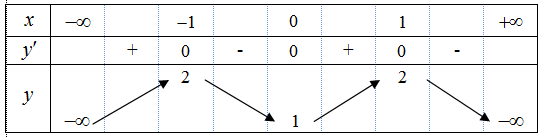 x −∞ −1 0 1 +∞
y' + 0 - 0 + 0 -
2 2
y
−∞ 1 −∞